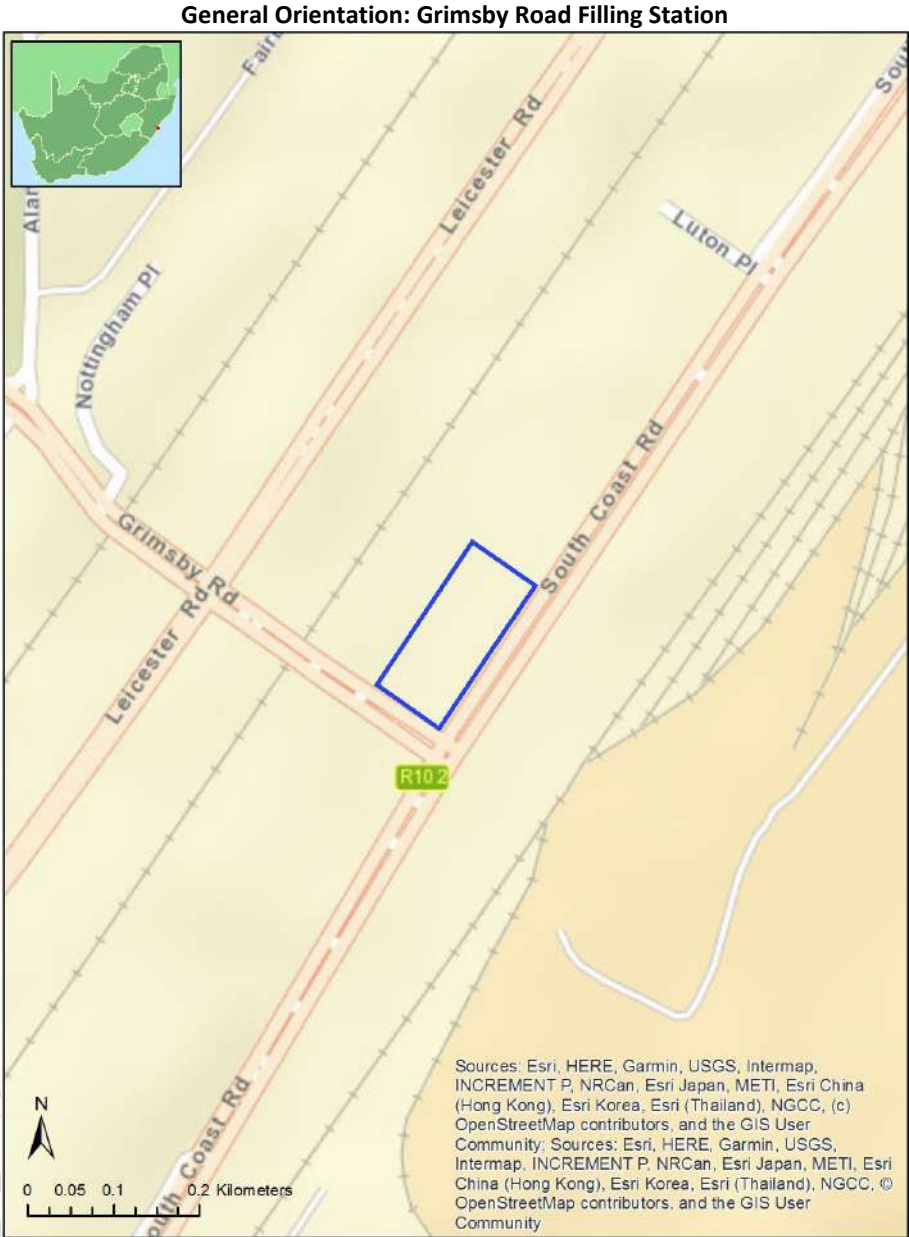 General Orientation: Grimsby Road Filling Station
Leicester Rd
Luton Pl
Nottingham Pl
South Coast Rd
Grimsby Rd
Leicester Rd
R102
Sources: Esri, HERE, Garmin, USGS, Intermap,
INCREMENT P, NRCan, Esri Japan, METI, Esri China
(Hong Kong), Esri Korea, Esri (Thailand), NGCC, (c)
OpenStreetMap contributors, and the GIS User
Community; Sources: Esri, HERE, Garmin, USGS,
Intermap, INCREMENT P, NRCan, Esri Japan, METI, Esri
China (Hong Kong), Esri Korea, Esri (Thailand), NGCC, ©
OpenStreetMap contributors, and the GIS User
Community
N
0 0.05 0.1 0.2 Kilometers
outh Coast Rd